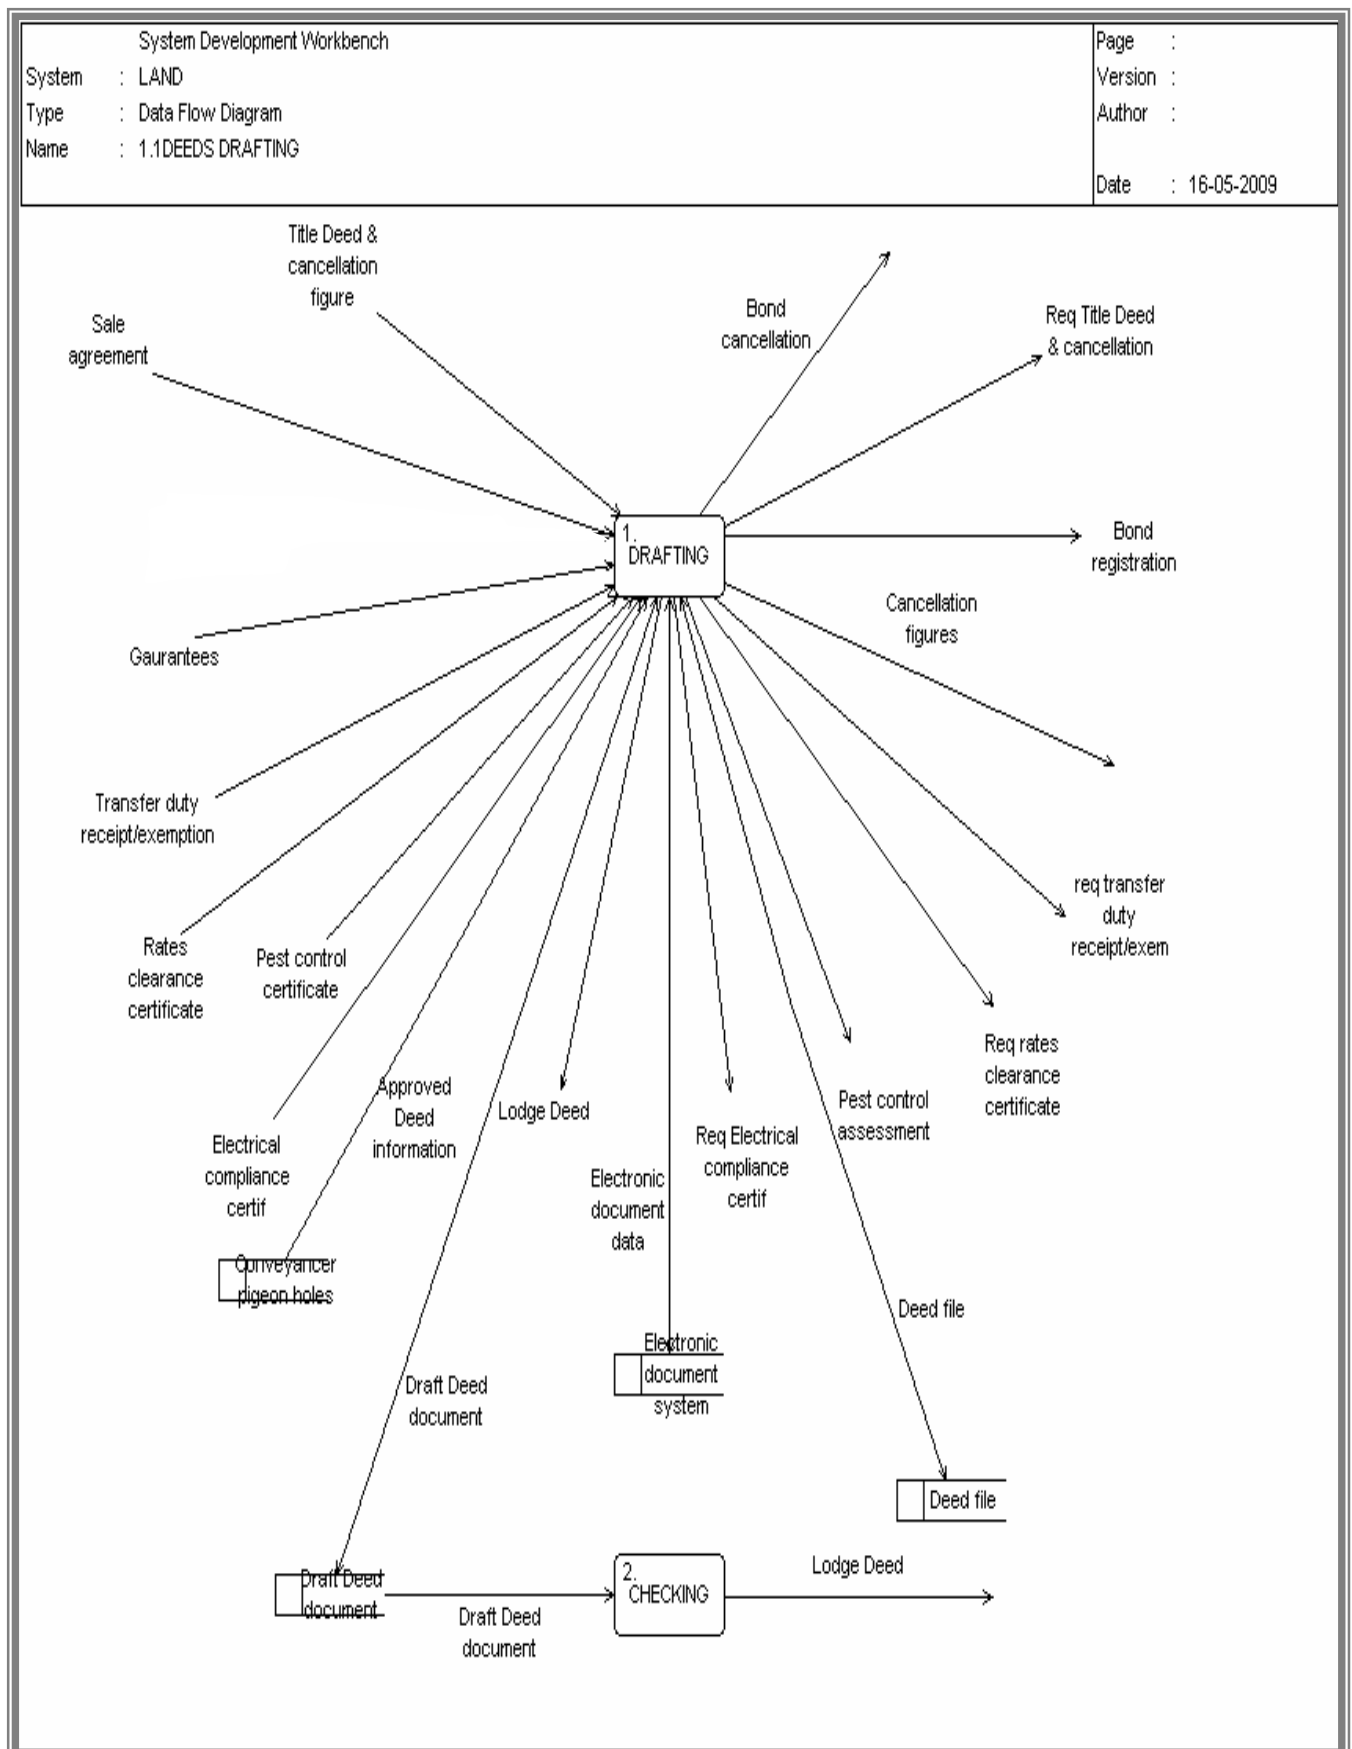 System Development Workbench
System : LAND
Type : Data Flow Diagram
Name : 1.1DEEDS DRAFTING
Page :
Version :
Author :
Date : 16-05-2009
Title Deed &
cancellation
figure
Sale
agreement
Bond
cancellation
Req Title Deed
& cancellation
1.
DRAFTING
Bond
registration
Gaurantees
Cancellation
figures
Transfer duty
receipt/exemption
req transfer
duty
receipt/exem
Rates
clearance
certificate
Pest control
certificate
Req rates
clearance
certificate
Electrical
compliance
certif
Approved
Deed
information
Lodge Deed
Electronic
document
data
Req Electrical
compliance
certif
Pest control
assessment
Conveyancer
pigeon holes
Deed file
Electronic
document
system
Draft Deed
document
Deed file
Draft Deed
document
Draft Deed
document
2.
CHECKING
Lodge Deed